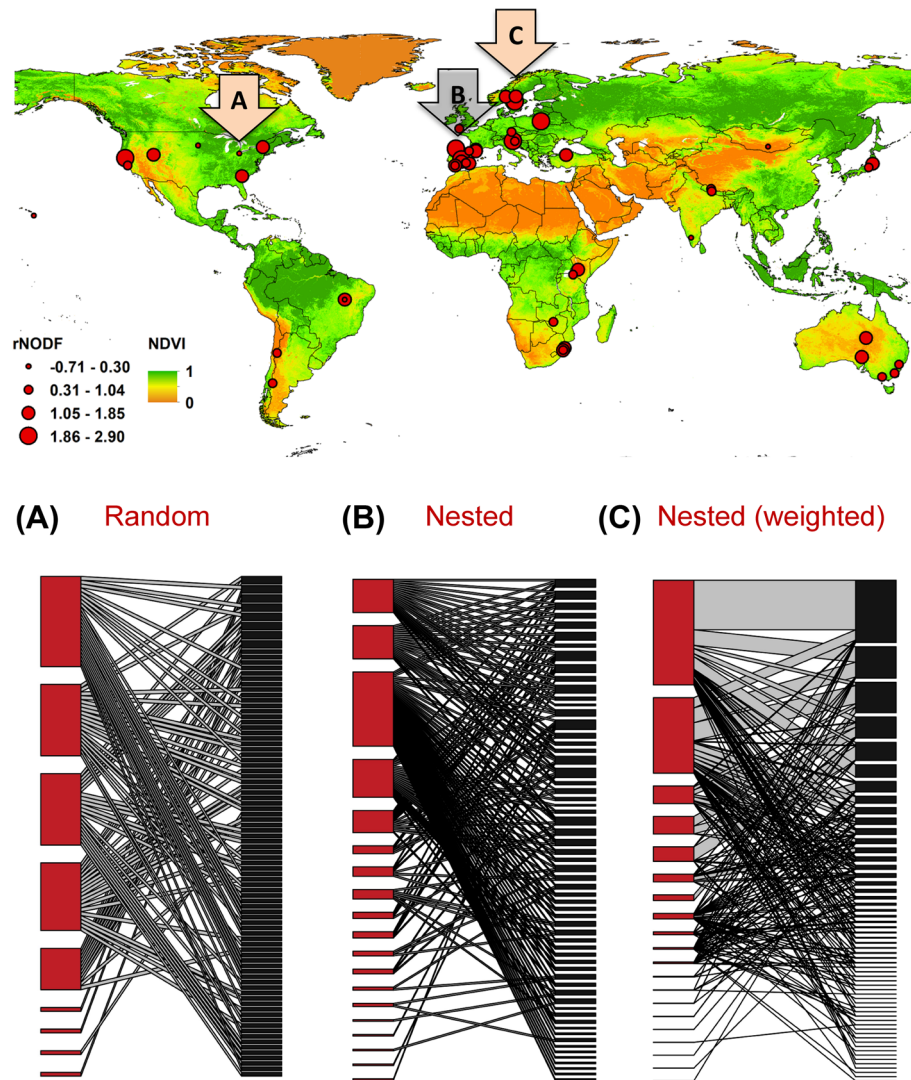 C
A
B
rNODF NDVI
-0.71 - 0.30
0.31 - 1.04
1.05 - 1.85
1.86 - 2.90
1
0
(A) Random (B) Nested (C) Nested (weighted)